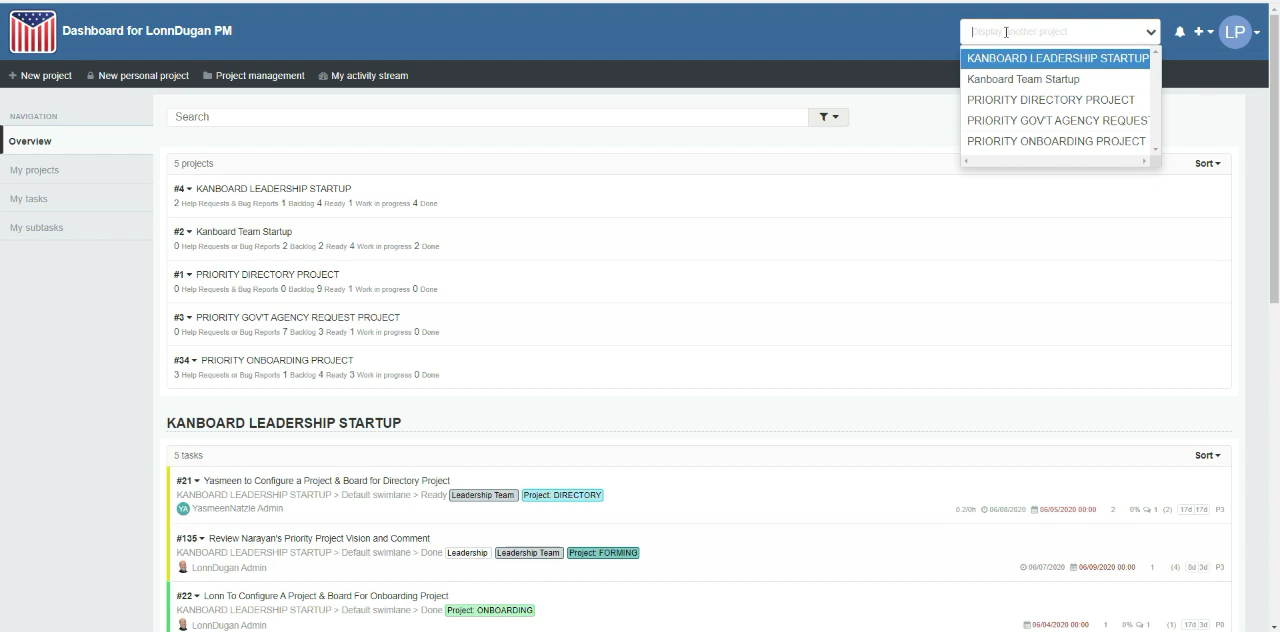 Dashboard for LonnDugan PM
Display another project
LP
KANBOARD LEADERSHIP STARTUP
Kanboard Team Startup
PRIORITY DIRECTORY PROJECT
PRIORITY GOV'T AGENCY REQUEST
PRIORITY ONBOARDING PROJECT
New project
New personal project
Project management
My activity stream
NAVIGATION
Overview
My projects
My tasks
My subtasks
Search
5 projects
Sort
#4 KANBOARD LEADERSHIP STARTUP
2 Help Requests & Bug Reports 1 Backlog 4 Ready 1 Work in progress 4 Done
#2 Kanboard Team Startup
0 Help Requests or Bug Reports 2 Backlog 2 Ready 4 Work in progress 2 Done
#1 PRIORITY DIRECTORY PROJECT
0 Help Requests & Bug Reports 0 Backlog 9 Ready 1 Work in progress 0 Done
#3 PRIORITY GOV'T AGENCY REQUEST PROJECT
0 Help Requests or Bug Reports 7 Backlog 3 Ready 1 Work in progress 0 Done
#34 PRIORITY ONBOARDING PROJECT
3 Help Requests or Bug Reports 1 Backlog 4 Ready 3 Work in progress 0 Done
KANBOARD LEADERSHIP STARTUP
5 tasks
Sort
#21 Yasmeen to Configure a Project & Board for Directory Project
KANBOARD LEADERSHIP STARTUP > Default swimlane > Ready Leadership Team Project: DIRECTORY
YA YasmeenNatzle Admin
0.2/0h 06/08/2020 06/05/2020 00:00 2 0% 1 (2) 17d 17d P3
#135 Review Narayan's Priority Project Vision and Comment
KANBOARD LEADERSHIP STARTUP > Default swimlane > Done Leadership Leadership Team Project: FORMING
LonnDugan Admin
06/07/2020 06/09/2020 00:00 1 (4) 8d 3d P3
#22 Lonn To Configure A Project & Board For Onboarding Project
KANBOARD LEADERSHIP STARTUP > Default swimlane > Done Project: ONBOARDING
LonnDugan Admin
06/04/2020 00:00 1 0% 1 (1) 17d 3d P0